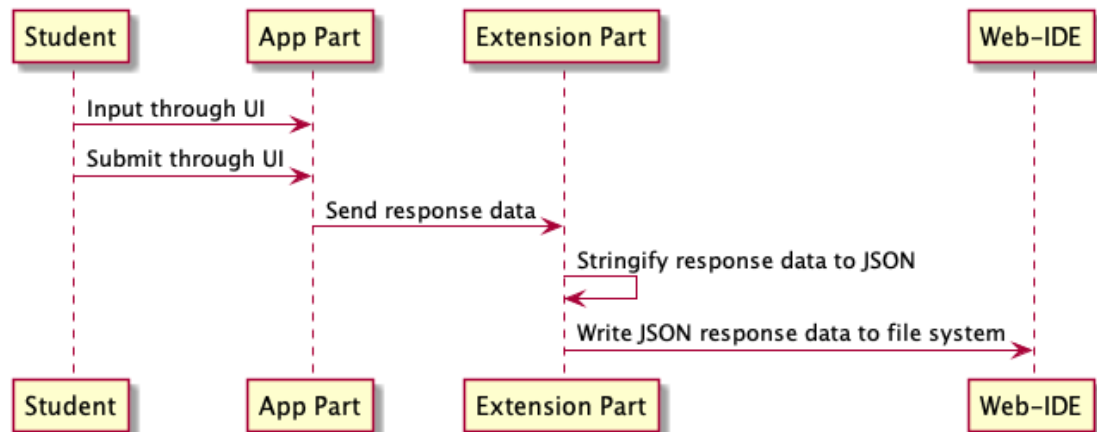 Student
App Part
Extension Part
Web-IDE
Input through UI
Submit through UI
Send response data
Stringify response data to JSON
Write JSON response data to file system
Student
App Part
Extension Part
Web-IDE